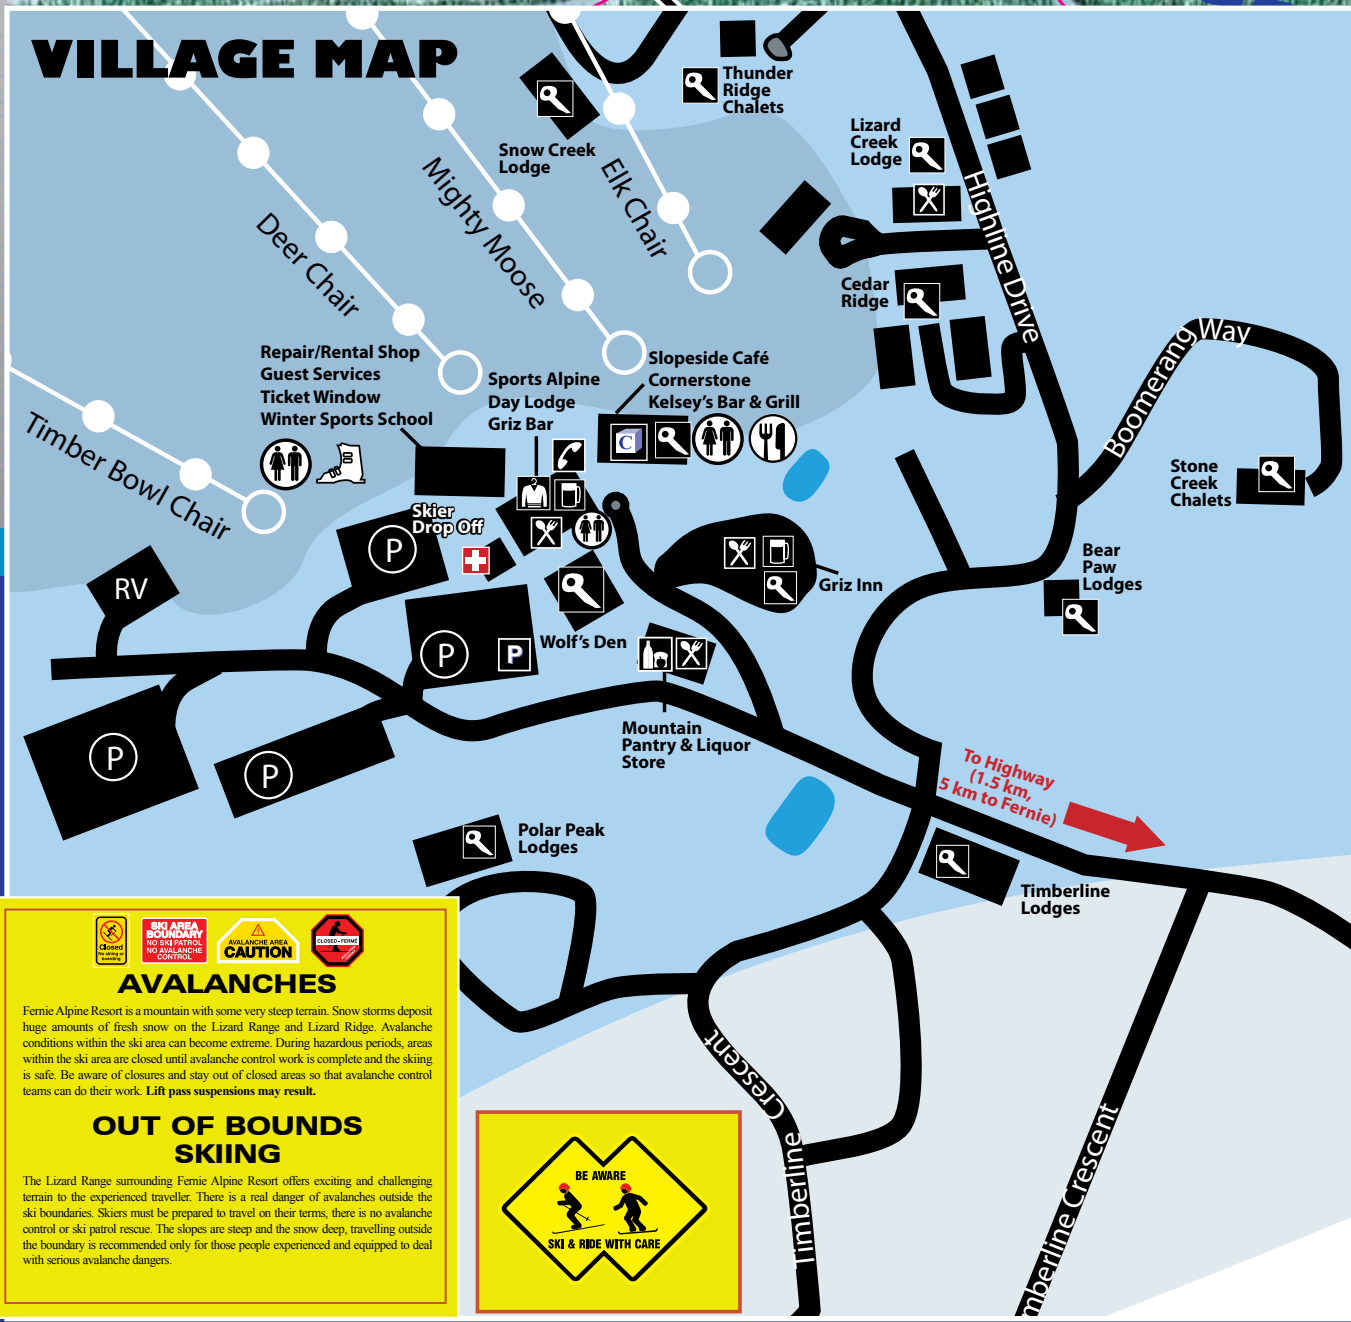 VILLAGE MAP
Thunder
Ridge
Chalets
Snow Creek
Lodge
Lizard
Creek
Lodge
Elk Chair
Mighty Moose
Deer Chair
Timber Bowl Chair
Highline Drive
Cedar
Ridge
Boomerang Way
Repair/Rental Shop
Guest Services
Ticket Window
Winter Sports School
Sports Alpine
Day Lodge
Griz Bar
Slopeside Café
Cornerstone
Kelsey's Bar & Grill
C
Stone
Creek
Chalets
Skier
Drop Off
P
RV
Griz Inn
Bear
Paw
Lodges
Wolf's Den
P
P
P
P
Mountain
Pantry & Liquor
Store
To Highway
(1.5 km,
5 km to Fernie)
Polar Peak
Lodges
Timberline
Lodges
Timberline Crescent
mberline Crescent
Closed
No skiing or
boarding
SKI AREA
BOUNDARY
NO SKI PATROL
NO AVALANCHE
CONTROL
AVALANCHE AREA
CAUTION
CLOSED - FERMÉ
AVALANCHES
Fernie Alpine Resort is a mountain with some very steep terrain. Snow storms deposit
huge amounts of fresh snow on the Lizard Range and Lizard Ridge. Avalanche
conditions within the ski area can become extreme. During hazardous periods, areas
within the ski area are closed until avalanche control work is complete and the skiing
is safe. Be aware of closures and stay out of closed areas so that avalanche control
teams can do their work. Lift pass suspensions may result.
OUT OF BOUNDS
SKIING
The Lizard Range surrounding Fernie Alpine Resort offers exciting and challenging
terrain to the experienced traveller. There is a real danger of avalanches outside the
ski boundaries. Skiers must be prepared to travel on their terms, there is no avalanche
control or ski patrol rescue. The slopes are steep and the snow deep, travelling outside
the boundary is recommended only for those people experienced and equipped to deal
with serious avalanche dangers.
BE AWARE
SKI & RIDE WITH CARE